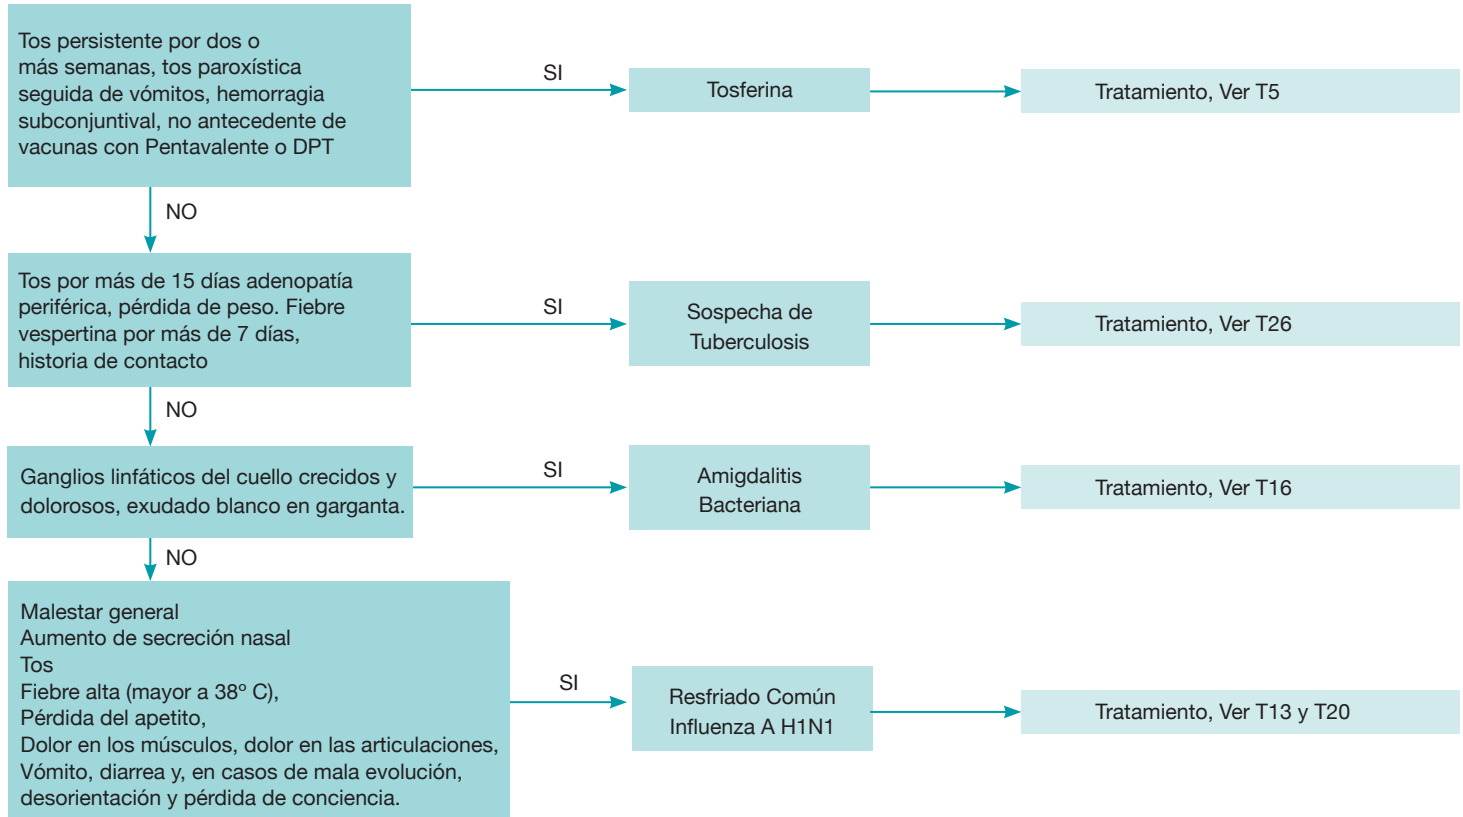 Tos persistente por dos o
más semanas, tos paroxística
seguida de vómitos, hemorragia
subconjuntival, no antecedente de
vacunas con Pentavalente o DPT
SI
Tosferina
Tratamiento, Ver T5
NO
Tos por más de 15 días adenopatía
periférica, pérdida de peso. Fiebre
vespertina por más de 7 días,
historia de contacto
SI
Sospecha de
Tuberculosis
Tratamiento, Ver T26
NO
Ganglios linfáticos del cuello crecidos y
dolorosos, exudado blanco en garganta.
SI
Amigdalitis
Bacteriana
Tratamiento, Ver T16
NO
Malestar general
Aumento de secreción nasal
Tos
Fiebre alta (mayor a 38º C),
Pérdida del apetito,
Dolor en los músculos, dolor en las articulaciones,
Vómito, diarrea y, en casos de mala evolución,
desorientación y pérdida de conciencia.
SI
Resfriado Común
Influenza A H1N1
Tratamiento, Ver T13 y T20